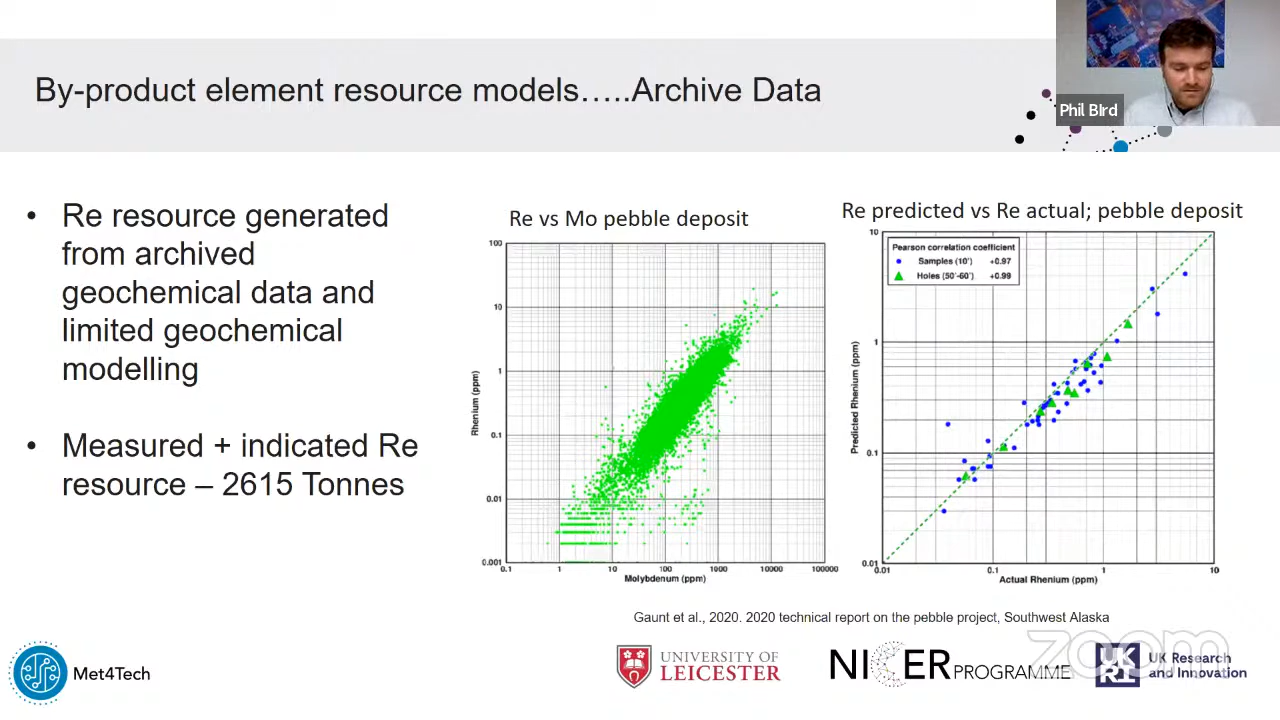 By-product element resource models…..Archive Data
Phil BIrd
• Re resource generated
from archived
geochemical data and
limited geochemical
modelling
• Measured + indicated Re
resource – 2615 Tonnes
Re vs Mo pebble deposit
100
10
1
0.1
0.01
0.001
Rhenium (ppm)
0.1
1
10
100
1000
10000
100000
Molybdenum (ppm)
Re predicted vs Re actual; pebble deposit
Pearson correlation coefficient
Samples (10') +0.97
Holes (50'-60') +0.99
10
1
0.1
0.01
Predicted Rhenium (ppm)
0.01
0.1
1
10
Actual Rhenium (ppm)
Gaunt et al., 2020. 2020 technical report on the pebble project, Southwest Alaska
zoom
Met4Tech
UNIVERSITY OF
LEICESTER
NICER PROGRAMME
UK
RI
UK Research
and Innovation